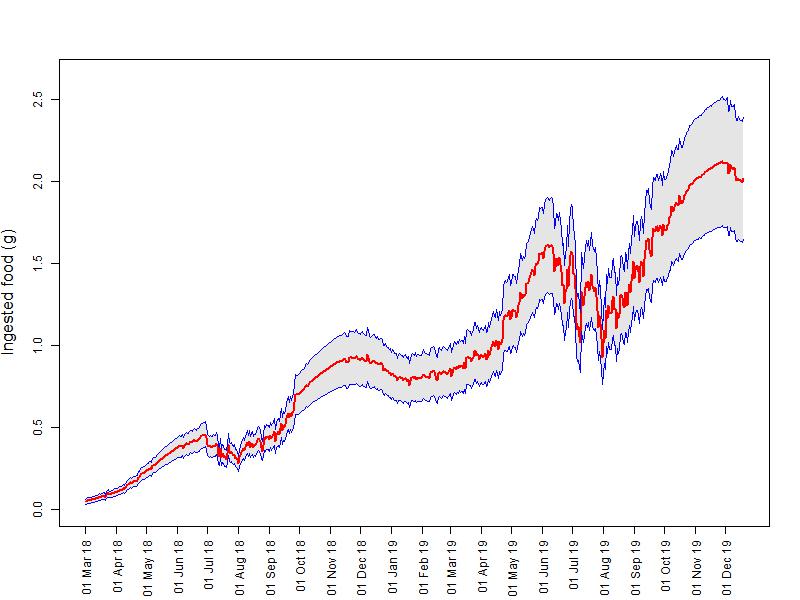 Ingested food (g)
2.5
2.0
1.5
1.0
0.5
0.0
01 Mar 18
01 Apr 18
01 May 18
01 Jun 18
01 Jul 18
01 Aug 18
01 Sep 18
01 Oct 18
01 Nov 18
01 Dec 18
01 Jan 19
01 Feb 19
01 Mar 19
01 Apr 19
01 May 19
01 Jun 19
01 Jul 19
01 Aug 19
01 Sep 19
01 Oct 19
01 Nov 19
01 Dec 19